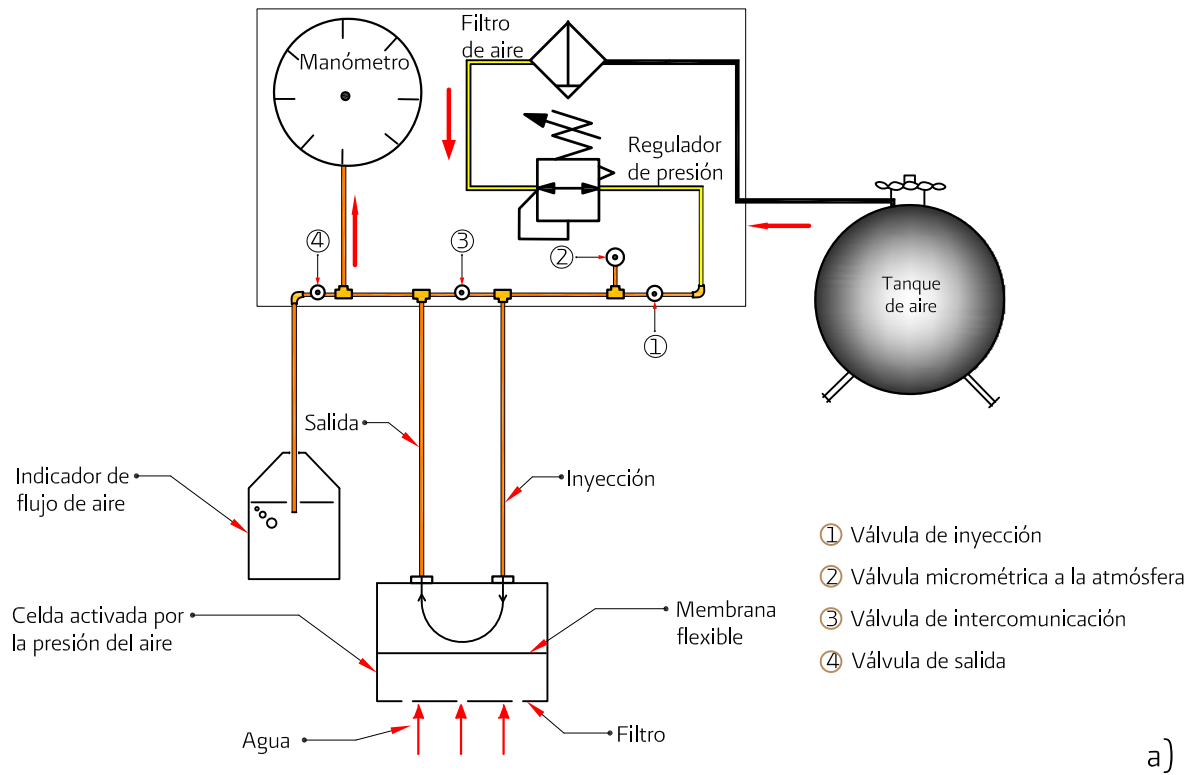 Filtro
de aire
Manómetro
Regulador
de presión
④
③
②
①
Tanque
de aire
Salida
Inyección
Indicador de
flujo de aire
① Válvula de inyección
② Válvula micrométrica a la atmósfera
③ Válvula de intercomunicación
④ Válvula de salida
Celda activada por
la presión del aire
Membrana
flexible
Agua
Filtro
a)